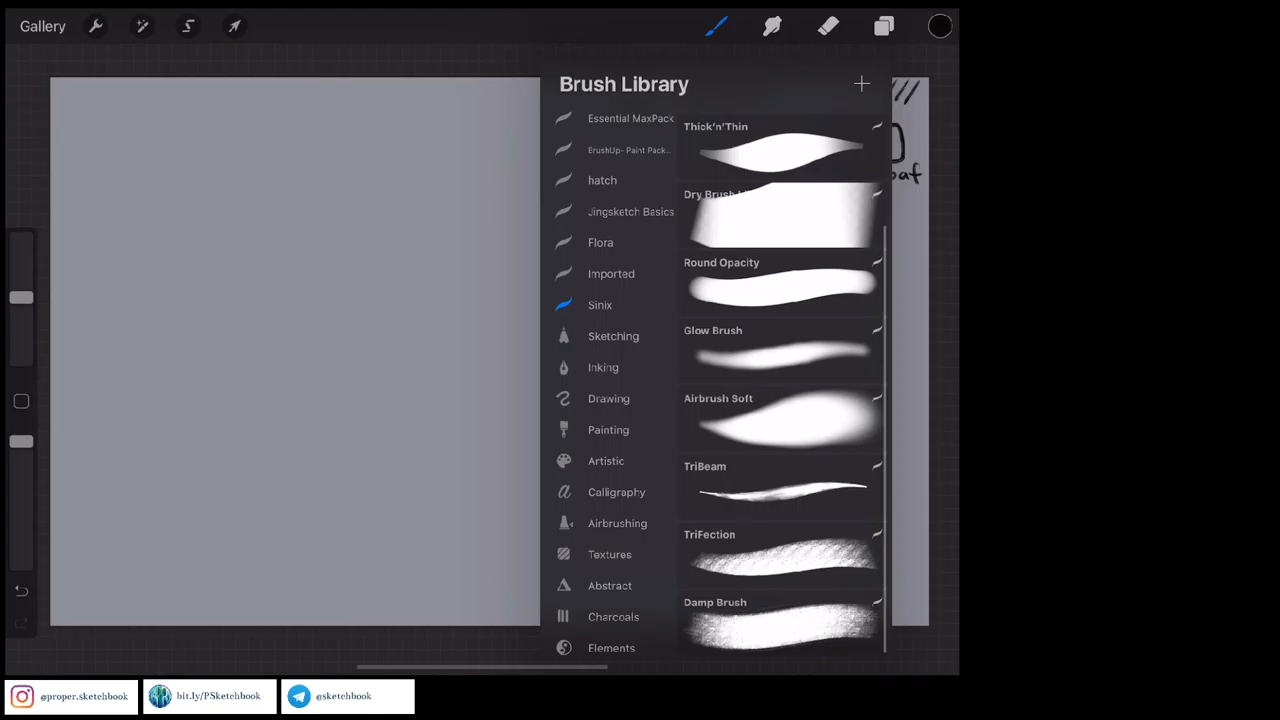 Gallery
Brush Library
Essential MaxPack
BrushUp- Paint Pack...
hatch
Jingsketch Basics
Flora
Imported
Sinix
Sketching
Inking
Drawing
Painting
Artistic
Calligraphy
Airbrushing
Textures
Abstract
Charcoals
Elements
Thick'n'Thin
Dry Brush
Round Opacity
Glow Brush
Airbrush Soft
TriBeam
TriFection
Damp Brush
@proper.sketchbook
bit.ly/PSketchbook
@sketchbook